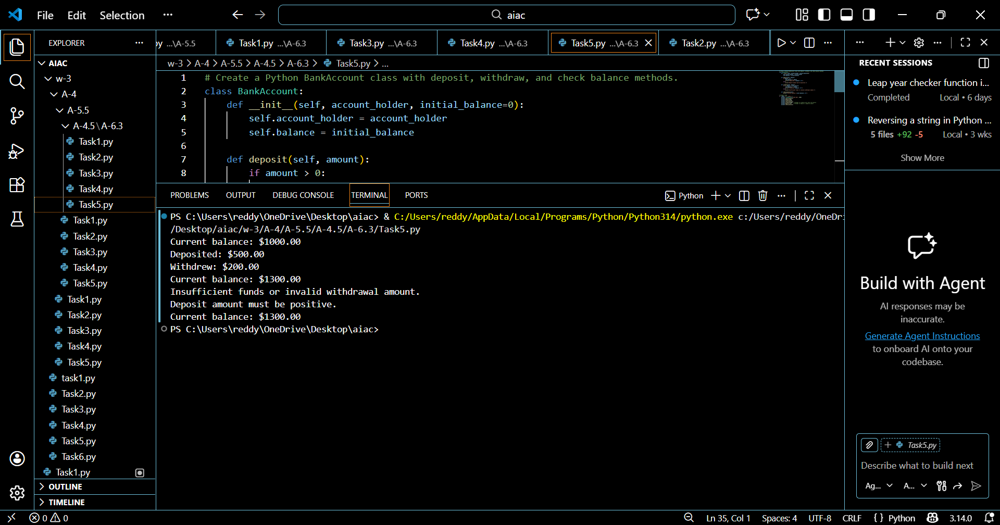 File Edit Selection ···
aiac
EXPLORER ···
AIAC
w-3
A-4
A-5.5
A-4.5\A-6.3
Task1.py
Task2.py
Task3.py
Task4.py
Task5.py
Task1.py
Task2.py
Task3.py
Task4.py
Task5.py
Task1.py
Task2.py
Task3.py
Task4.py
Task5.py
task1.py
Task2.py
Task3.py
Task4.py
Task5.py
Task6.py
Task1.py
OUTLINE
TIMELINE
py ...\A-5.5
Task1.py ...\A-6.3
Task3.py ...\A-6.3
Task4.py ...\A-6.3
Task5.py ...\A-6.3
Task2.py ...\A-6.3
w-3 > A-4 > A-5.5 > A-4.5 > A-6.3 > Task5.py > ...
1 # Create a Python BankAccount class with deposit, withdraw, and check balance methods.
2 class BankAccount:
3 def __init__(self, account_holder, initial_balance=0):
4 self.account_holder = account_holder
5 self.balance = initial_balance
6
7 def deposit(self, amount):
8 if amount > 0:
PROBLEMS OUTPUT DEBUG CONSOLE TERMINAL PORTS
Python
PS C:\Users\reddy\OneDrive\Desktop\aiac> & C:/Users/reddy/AppData/Local/Programs/Python/Python314/python.exe c:/Users/reddy/OneDri
/Desktop/aiac/w-3/A-4/A-5.5/A-4.5/A-6.3/Task5.py
Current balance: $1000.00
Deposited: $500.00
Withdrew: $200.00
Current balance: $1300.00
Insufficient funds or invalid withdrawal amount.
Deposit amount must be positive.
Current balance: $1300.00
PS C:\Users\reddy\OneDrive\Desktop\aiac>
RECENT SESSIONS
Leap year checker function i...
Completed Local • 6 days
Reversing a string in Python ...
5 files +92 -5 Local • 3 wks
Show More
Build with Agent
AI responses may be
inaccurate.
Generate Agent Instructions
to onboard AI onto your
codebase.
+ Task5.py
Describe what to build next
Ag... A...
0 0
Ln 35, Col 1 Spaces: 4 UTF-8 CRLF {} Python 3.14.0